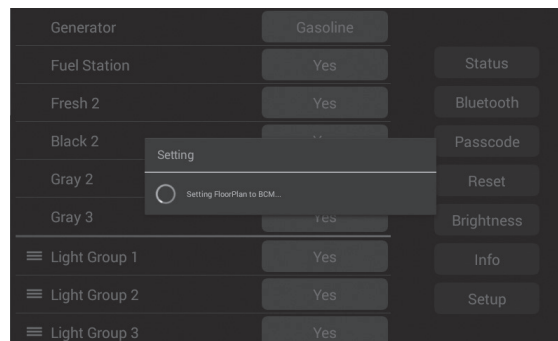 Generator Gasoline
Fuel Station Yes Status
Fresh 2 Yes Bluetooth
Black 2 Passcode
Setting
Setting FloorPlan to BCM...
Gray 2 Reset
Gray 3 Yes Brightness
Light Group 1 Yes Info
Light Group 2 Yes Setup
Light Group 3 Yes